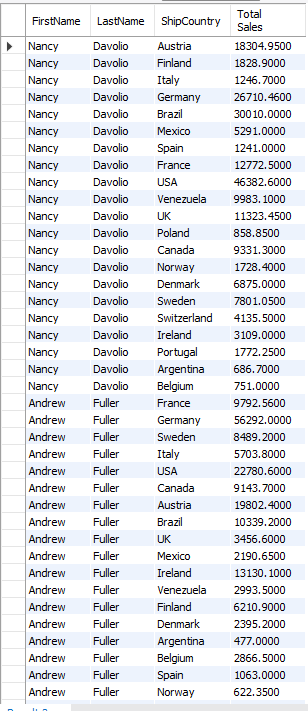 FirstName LastName ShipCountry Total Sales
Nancy Davolio Austria 18304.9500
Nancy Davolio Finland 1828.9000
Nancy Davolio Italy 1246.7000
Nancy Davolio Germany 26710.4600
Nancy Davolio Brazil 30010.0000
Nancy Davolio Mexico 5291.0000
Nancy Davolio Spain 1241.0000
Nancy Davolio France 12772.5000
Nancy Davolio USA 46382.6000
Nancy Davolio Venezuela 9983.1000
Nancy Davolio UK 11323.4500
Nancy Davolio Poland 858.8500
Nancy Davolio Canada 9331.3000
Nancy Davolio Norway 1728.4000
Nancy Davolio Denmark 6875.0000
Nancy Davolio Sweden 7801.0500
Nancy Davolio Switzerland 4135.5000
Nancy Davolio Ireland 3109.0000
Nancy Davolio Portugal 1772.2500
Nancy Davolio Argentina 686.7000
Nancy Davolio Belgium 751.0000
Andrew Fuller France 9792.5600
Andrew Fuller Germany 56292.0000
Andrew Fuller Sweden 8489.2000
Andrew Fuller Italy 5703.8000
Andrew Fuller USA 22780.6000
Andrew Fuller Canada 9143.7000
Andrew Fuller Austria 19802.4000
Andrew Fuller Brazil 10339.2000
Andrew Fuller UK 3456.6000
Andrew Fuller Mexico 2190.6500
Andrew Fuller Ireland 13130.1000
Andrew Fuller Venezuela 2993.5000
Andrew Fuller Finland 6210.9000
Andrew Fuller Denmark 2395.2000
Andrew Fuller Argentina 477.0000
Andrew Fuller Belgium 2866.5000
Andrew Fuller Spain 1063.0000
Andrew Fuller Norway 622.3500